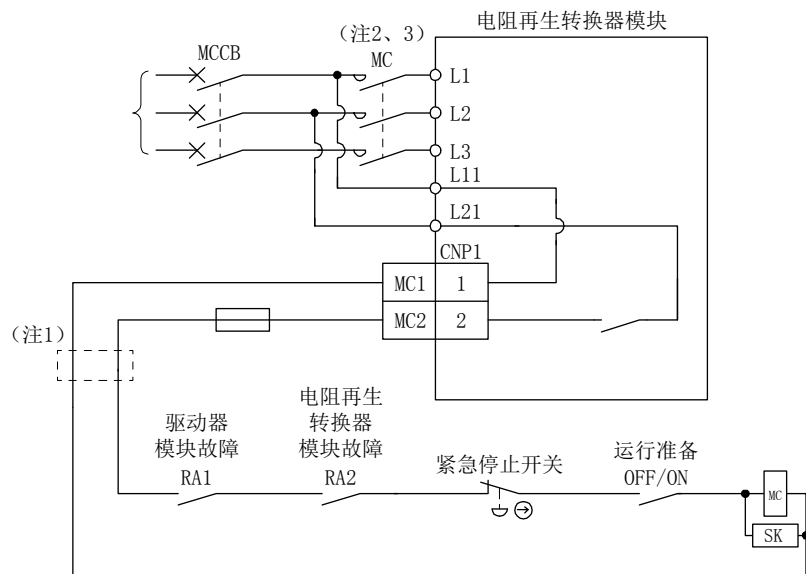 电阻再生转换器模块
（注2、3）
MCCB
MC
L1
L2
L3
L11
L21
CNP1
MC1
1
MC2
2
（注1）
驱动器
模块故障
RA1
电阻再生
转换器
模块故障
RA2
紧急停止开关
运行准备
OFF/ON
MC
SK